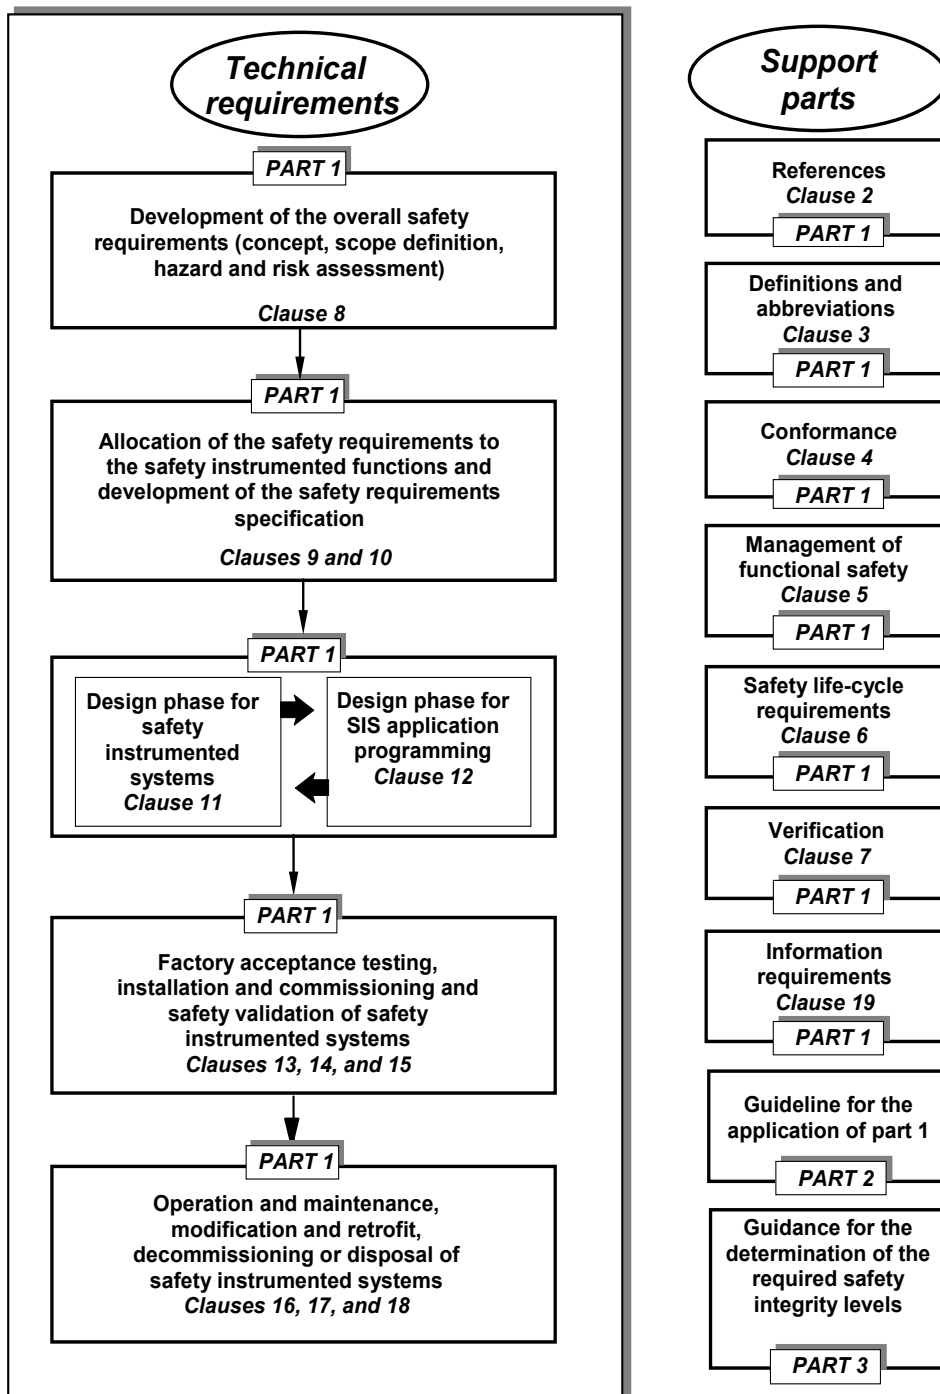 Technical
requirements
PART 1
Development of the overall safety
requirements (concept, scope definition,
hazard and risk assessment)
Clause 8
PART 1
Allocation of the safety requirements to
the safety instrumented functions and
development of the safety requirements
specification
Clauses 9 and 10
PART 1
Design phase for
safety
instrumented
systems
Clause 11
Design phase for
SIS application
programming
Clause 12
PART 1
Factory acceptance testing,
installation and commissioning and
safety validation of safety
instrumented systems
Clauses 13, 14, and 15
PART 1
Operation and maintenance,
modification and retrofit,
decommissioning or disposal of
safety instrumented systems
Clauses 16, 17, and 18
Support
parts
References
Clause 2
PART 1
Definitions and
abbreviations
Clause 3
PART 1
Conformance
Clause 4
PART 1
Management of
functional safety
Clause 5
PART 1
Safety life-cycle
requirements
Clause 6
PART 1
Verification
Clause 7
PART 1
Information
requirements
Clause 19
PART 1
Guideline for the
application of part 1
PART 2
Guidance for the
determination of the
required safety
integrity levels
PART 3